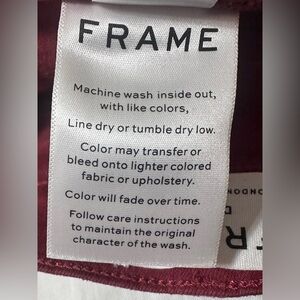 FRAME
Machine wash inside out,
with like colors,
Line dry or tumble dry low.
Color may transfer or
bleed onto lighter colored
fabric or upholstery.
Color will fade over time.
Follow care instructions
to maintain the original
character of the wash.